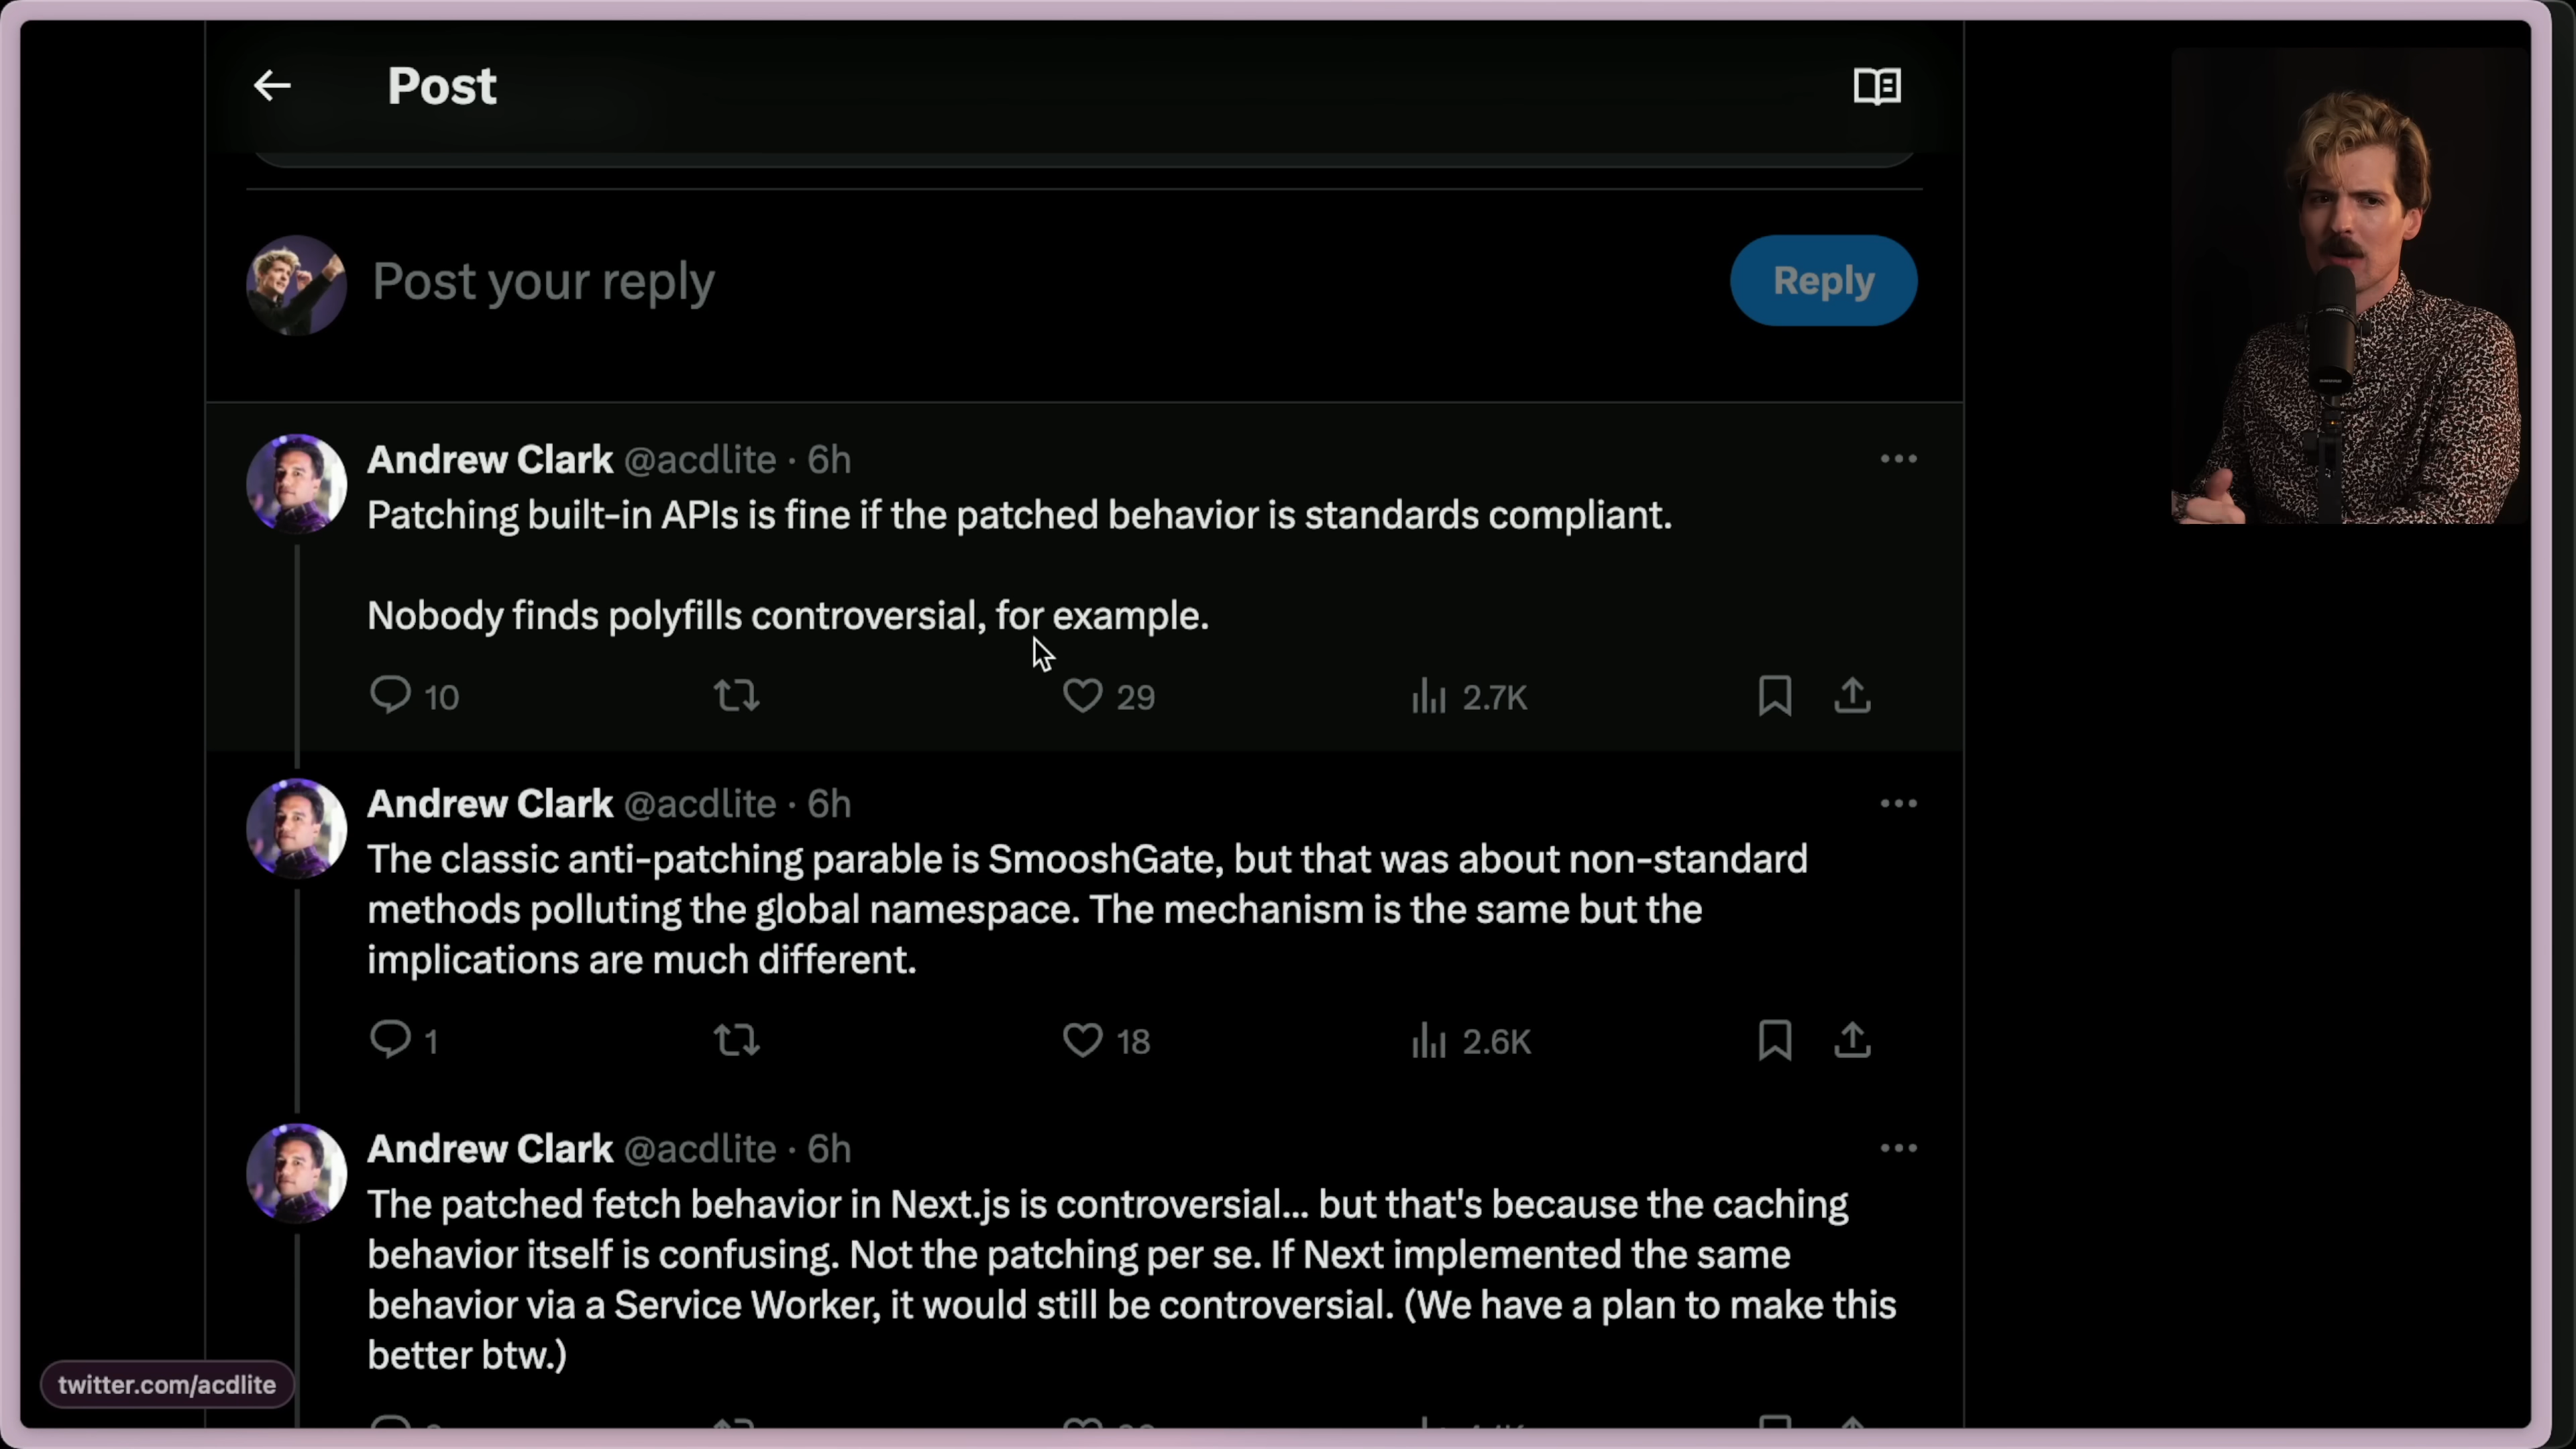 Post
Post your reply
Reply
Andrew Clark @acdlite · 6h
Patching built-in APIs is fine if the patched behavior is standards compliant.
Nobody finds polyfills controversial, for example.
10
29
2.7K
Andrew Clark @acdlite · 6h
The classic anti-patching parable is SmooshGate, but that was about non-standard
methods polluting the global namespace. The mechanism is the same but the
implications are much different.
1
18
2.6K
Andrew Clark @acdlite · 6h
The patched fetch behavior in Next.js is controversial... but that's because the caching
behavior itself is confusing. Not the patching per se. If Next implemented the same
behavior via a Service Worker, it would still be controversial. (We have a plan to make this
better btw.)
twitter.com/acdlite